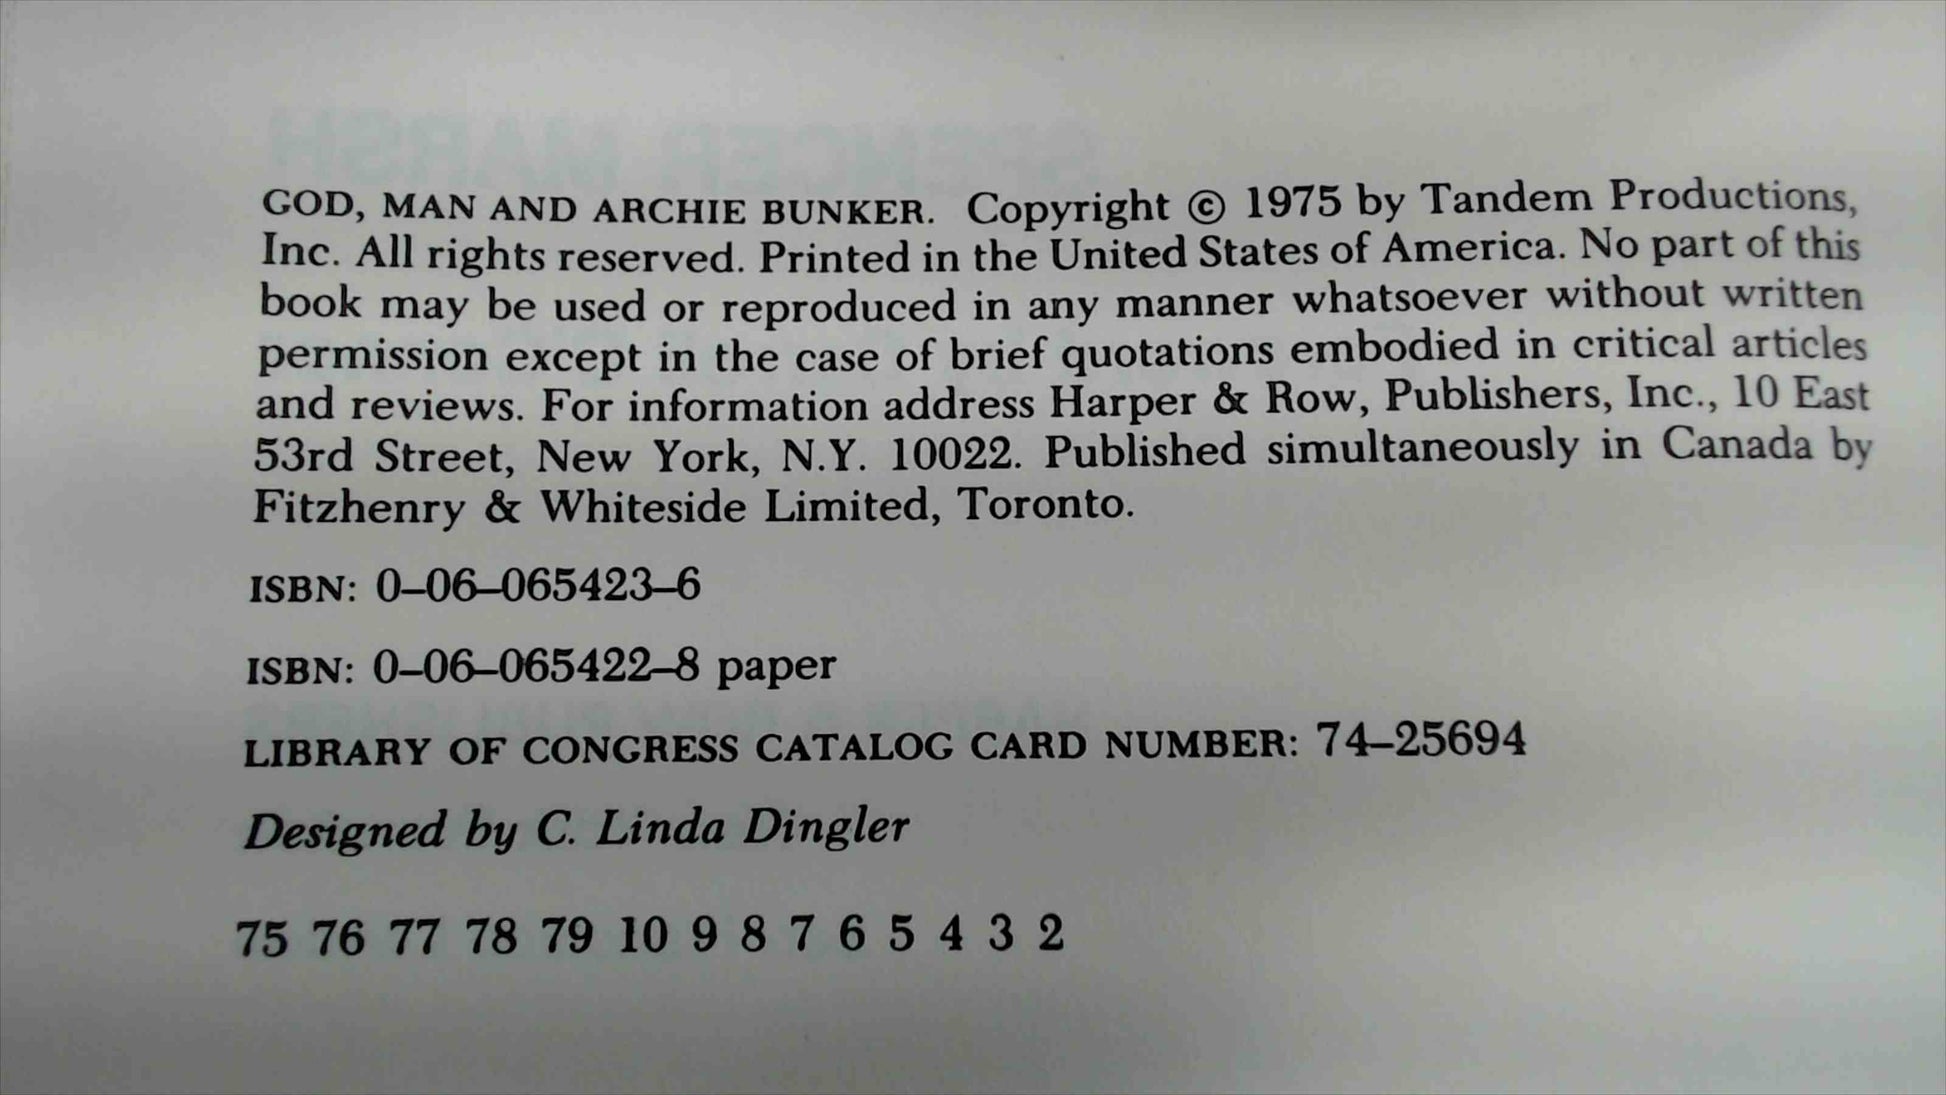 GOD, MAN AND ARCHIE BUNKER. Copyright © 1975 by Tandem Productions,
Inc. All rights reserved. Printed in the United States of America. No part of this
book may be used or reproduced in any manner whatsoever without written
permission except in the case of brief quotations embodied in critical articles
and reviews. For information address Harper & Row, Publishers, Inc., 10 East
53rd Street, New York, N.Y. 10022. Published simultaneously in Canada by
Fitzhenry & Whiteside Limited, Toronto.
ISBN: 0–06–065423–6
ISBN: 0–06–065422–8 paper
LIBRARY OF CONGRESS CATALOG CARD NUMBER: 74–25694
Designed by C. Linda Dingler
75 76 77 78 79 10 9 8 7 6 5 4 3 2